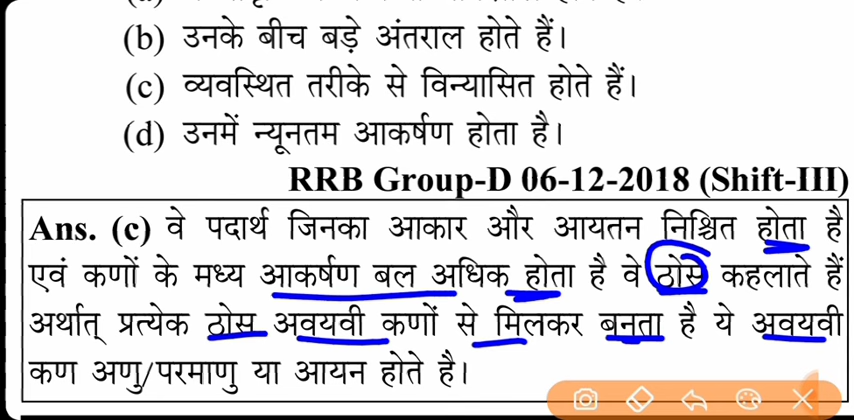 (b) उनके बीच बड़े अंतराल होते हैं।
(c) व्यवस्थित तरीके से विन्यासित होते हैं।
(d) उनमें न्यूनतम आकर्षण होता है।
RRB Group-D 06-12-2018 (Shift-III)
Ans. (c) वे पदार्थ जिनका आकार और आयतन निश्चित होता है
एवं कणों के मध्य आकर्षण बल अधिक होता है वे ठोस कहलाते हैं
अर्थात् प्रत्येक ठोस अवयवी कणों से मिलकर बनता है ये अवयवी
कण अणु/परमाणु या आयन होते है।